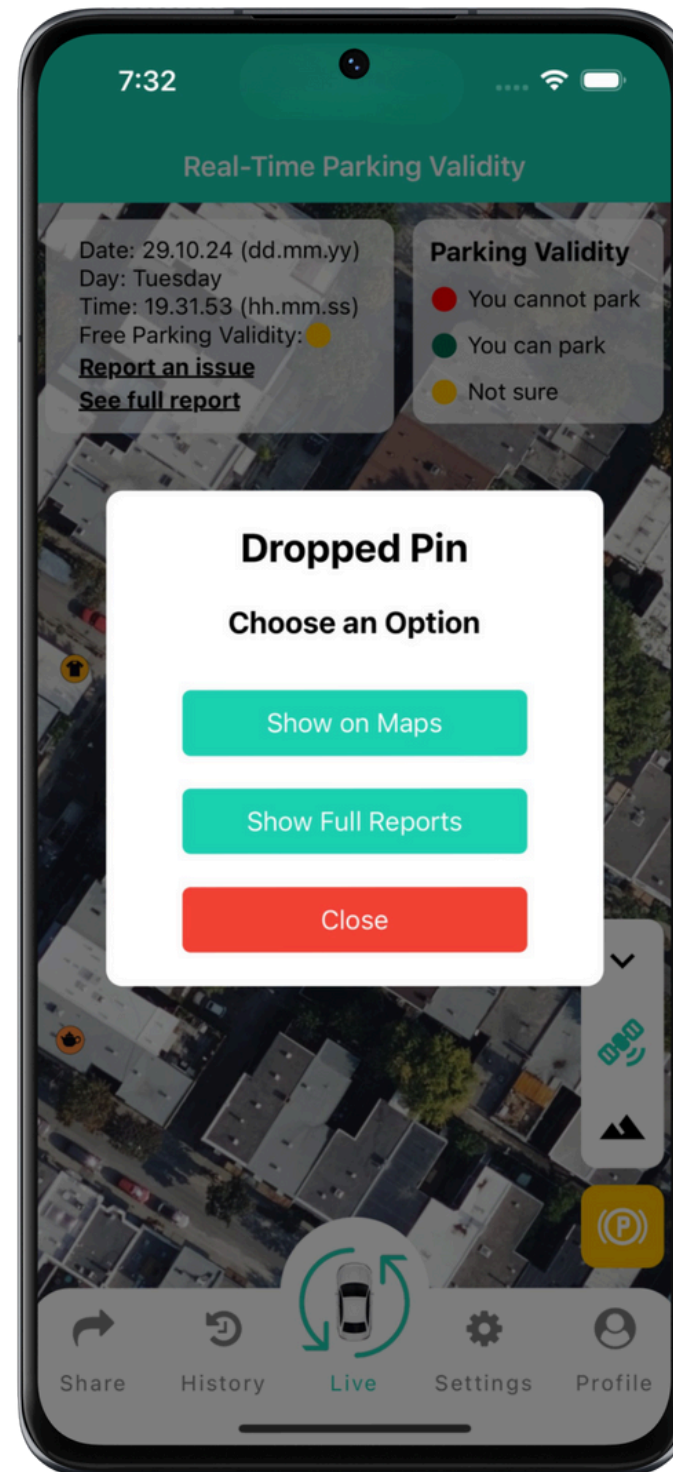 7:32
Real-Time Parking Validity
Date: 29.10.24 (dd.mm.yy)
Day: Tuesday
Time: 19.31.53 (hh.mm.ss)
Free Parking Validity:
Report an issue
See full report
Parking Validity
You cannot park
You can park
Not sure
Dropped Pin
Choose an Option
Show on Maps
Show Full Reports
Close
P
Share
History
Live
Settings
Profile